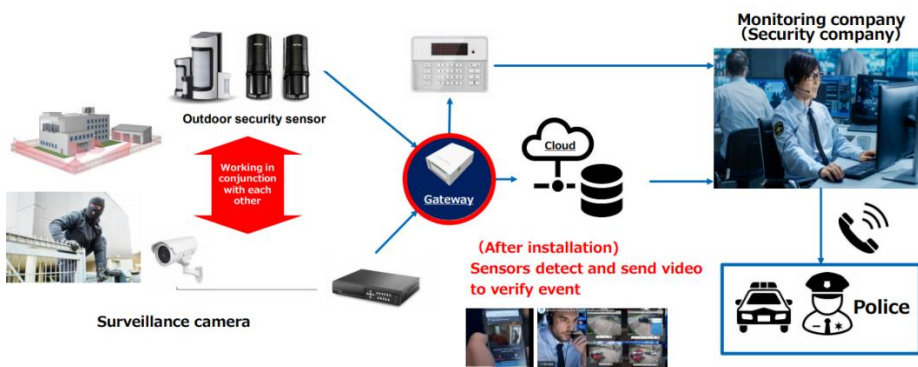 Monitoring company
(Security company)
Outdoor security sensor
Working in
conjunction
with each
other
Cloud
Gateway
(After installation)
Sensors detect and send video
to verify event
Surveillance camera
Police